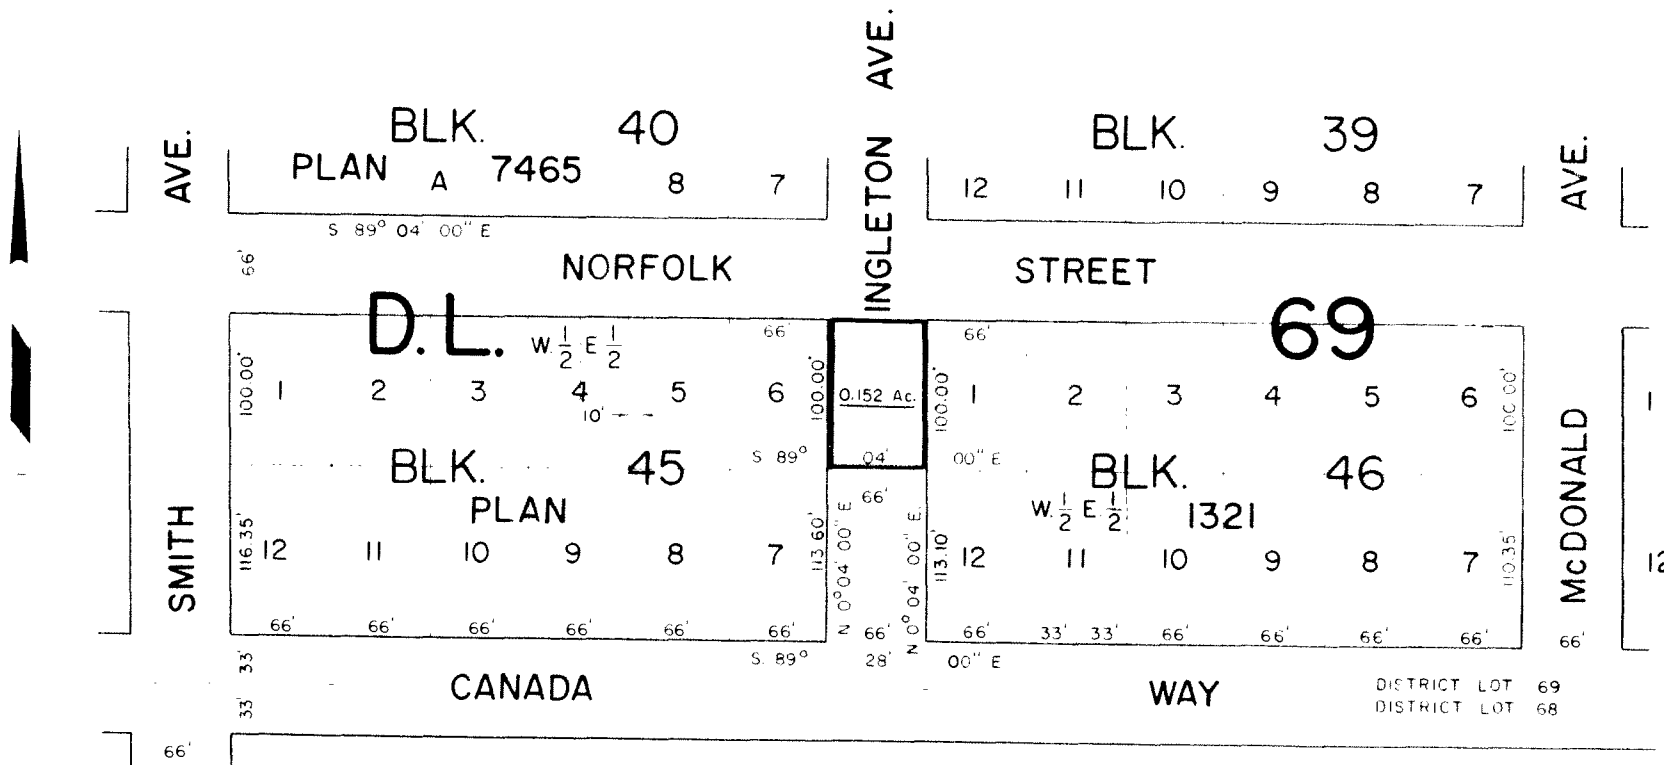 INGLETON AVE.
BLK. 40
BLK. 39
AVE.
PLAN A 7465 8 7
12 11 10 9 8 7
AVE.
S 89° 04' 00" E
66'
NORFOLK STREET
D.L. 69
W. 1/2 E 1/2
66'
66'
100.00' 1 2 3 4 5 6 100.00'
0.152 Ac.
100.00' 1 2 3 4 5 6 100.00'
1
10'
BLK. 45
S 89° 04' 00" E
BLK. 46
PLAN
66'
W. 1/2 E. 1/2 1321
SMITH
McDONALD
116.35' 12 11 10 9 8 7 113.60'
N 0° 04' 00" E
N 0° 04' 00" E.
113.10' 12 11 10 9 8 7 110.35'
12
66' 66' 66' 66' 66' 66' 66' 66' 33' 33' 66' 66' 66' 66' 66'
S. 89° 28' 00" E
33'
CANADA WAY
DISTRICT LOT 69
DISTRICT LOT 68
33'
66'